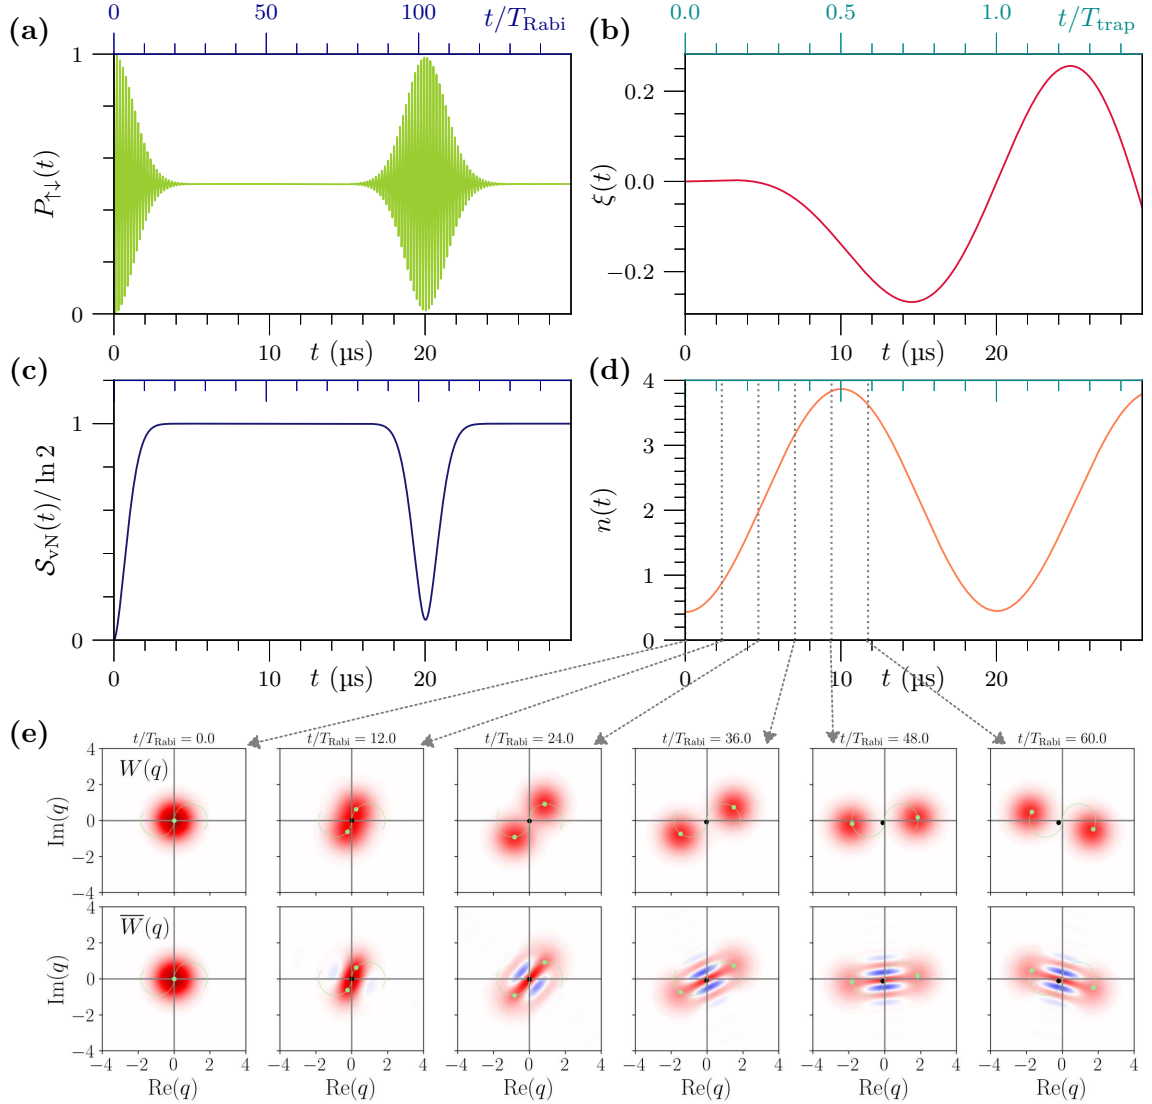 (a)
0 50 100 t/T_Rabi
1
P↑↓(t)
1
0 10 t (µs) 20
(b)
0.0 0.5 1.0 t/T_trap
0.2
0.0
−0.2
ξ(t)
0 10 t (µs) 20
(c)
1
0
S_vN(t)/ ln 2
0 10 t (µs) 20
(d)
4
3
2
1
0
n(t)
0 10 t (µs) 20
(e)
t/T_Rabi = 0.0 t/T_Rabi = 12.0 t/T_Rabi = 24.0 t/T_Rabi = 36.0 t/T_Rabi = 48.0 t/T_Rabi = 60.0
W(q)
4
2
0
−2
−4
Im(q)
W̅(q)
4
2
0
−2
−4
Im(q)
−4 −2 0 2 4 −4 −2 0 2 4 −4 −2 0 2 4 −4 −2 0 2 4 −4 −2 0 2 4 −4 −2 0 2 4
Re(q) Re(q) Re(q) Re(q) Re(q) Re(q)